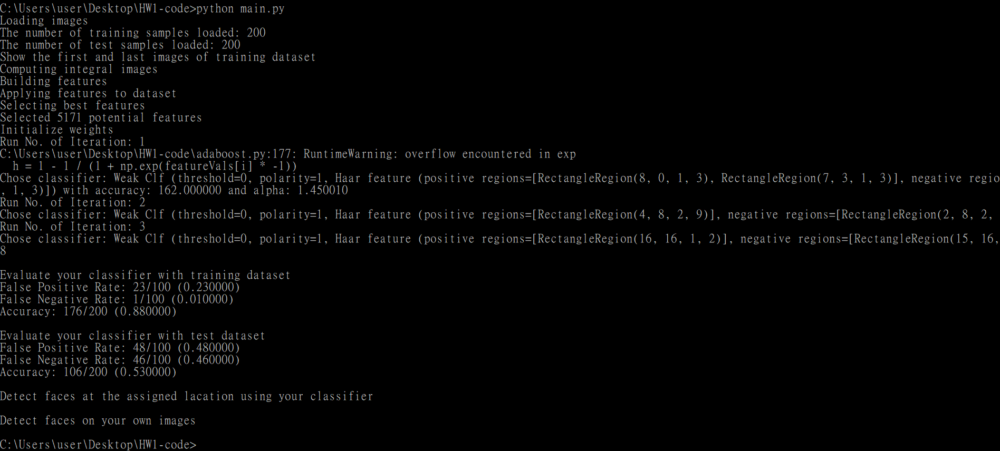 C:\Users\user\Desktop\HW1-code>python main.py
Loading images
The number of training samples loaded: 200
The number of test samples loaded: 200
Show the first and last images of training dataset
Computing integral images
Building features
Applying features to dataset
Selecting best features
Selected 5171 potential features
Initialize weights
Run No. of Iteration: 1
C:\Users\user\Desktop\HW1-code\adaboost.py:177: RuntimeWarning: overflow encountered in exp
  h = 1 - 1 / (1 + np.exp(featureVals[i] * -1))
Chose classifier: Weak Clf (threshold=0, polarity=1, Haar feature (positive regions=[RectangleRegion(8, 0, 1, 3), RectangleRegion(7, 3, 1, 3)], negative regio
, 1, 3)]) with accuracy: 162.000000 and alpha: 1.450010
Run No. of Iteration: 2
Chose classifier: Weak Clf (threshold=0, polarity=1, Haar feature (positive regions=[RectangleRegion(4, 8, 2, 9)], negative regions=[RectangleRegion(2, 8, 2,
Run No. of Iteration: 3
Chose classifier: Weak Clf (threshold=0, polarity=1, Haar feature (positive regions=[RectangleRegion(16, 16, 1, 2)], negative regions=[RectangleRegion(15, 16,
8

Evaluate your classifier with training dataset
False Positive Rate: 23/100 (0.230000)
False Negative Rate: 1/100 (0.010000)
Accuracy: 176/200 (0.880000)

Evaluate your classifier with test dataset
False Positive Rate: 48/100 (0.480000)
False Negative Rate: 46/100 (0.460000)
Accuracy: 106/200 (0.530000)

Detect faces at the assigned lacation using your classifier

Detect faces on your own images

C:\Users\user\Desktop\HW1-code>